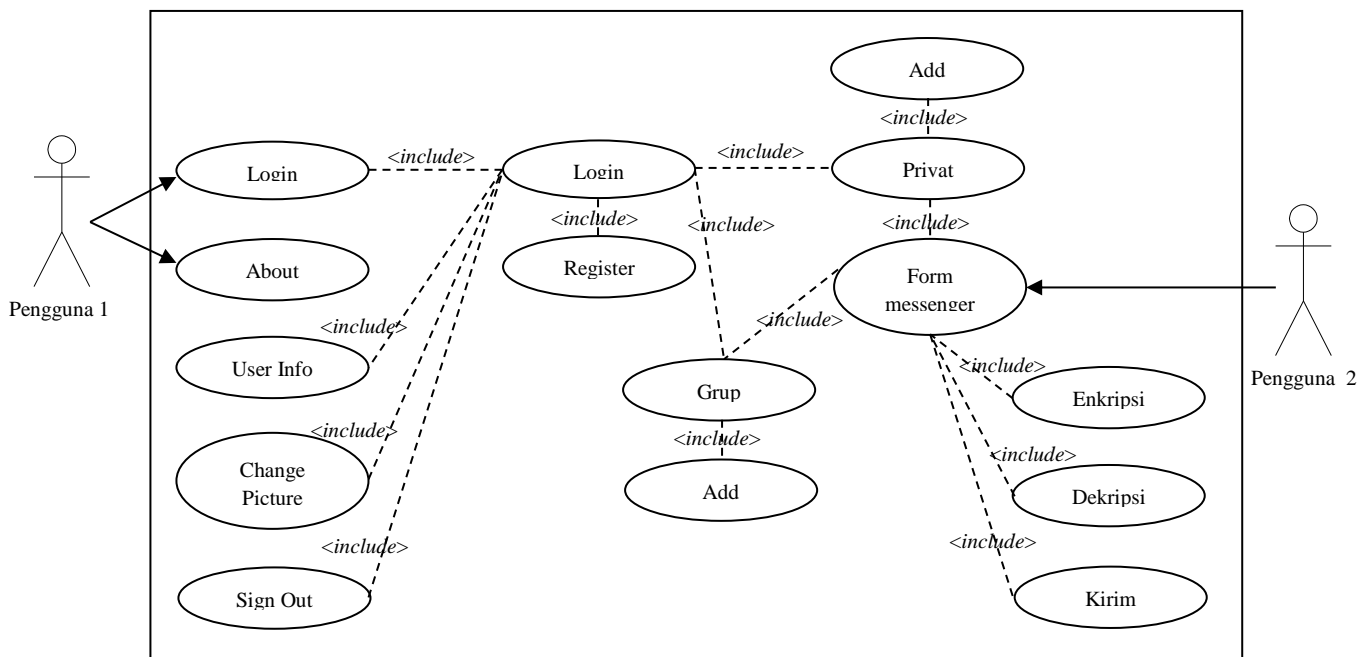 Add
<include>
<include>
<include>
Login
Login
Privat
<include>
<include>
<include>
About
Register
Form
messenger
Pengguna 1
<include>
<include>
User Info
Grup
<include>
Pengguna 2
Enkripsi
<include>
<include>
Change
Picture
<include>
Add
Dekripsi
<include>
<include>
Sign Out
Kirim